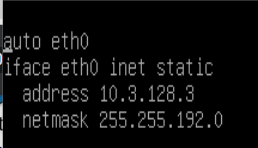 auto eth0
iface eth0 inet static
address 10.3.128.3
netmask 255.255.192.0